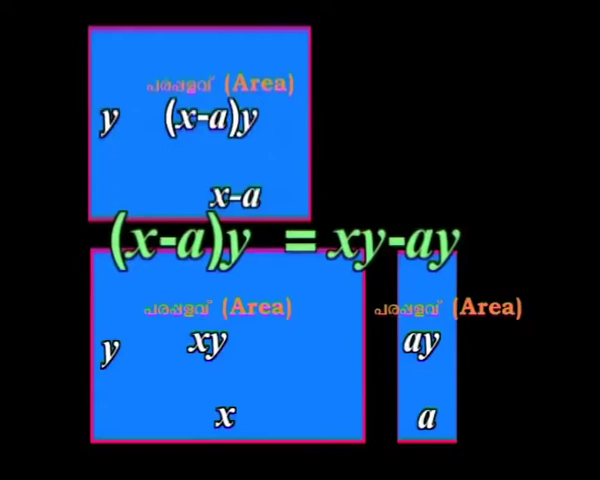 പരപ്പളവ് (Area)
y (x-a)y
x-a
(x-a)y = xy-ay
പരപ്പളവ് (Area) പരപ്പളവ് (Area)
y xy ay
x a